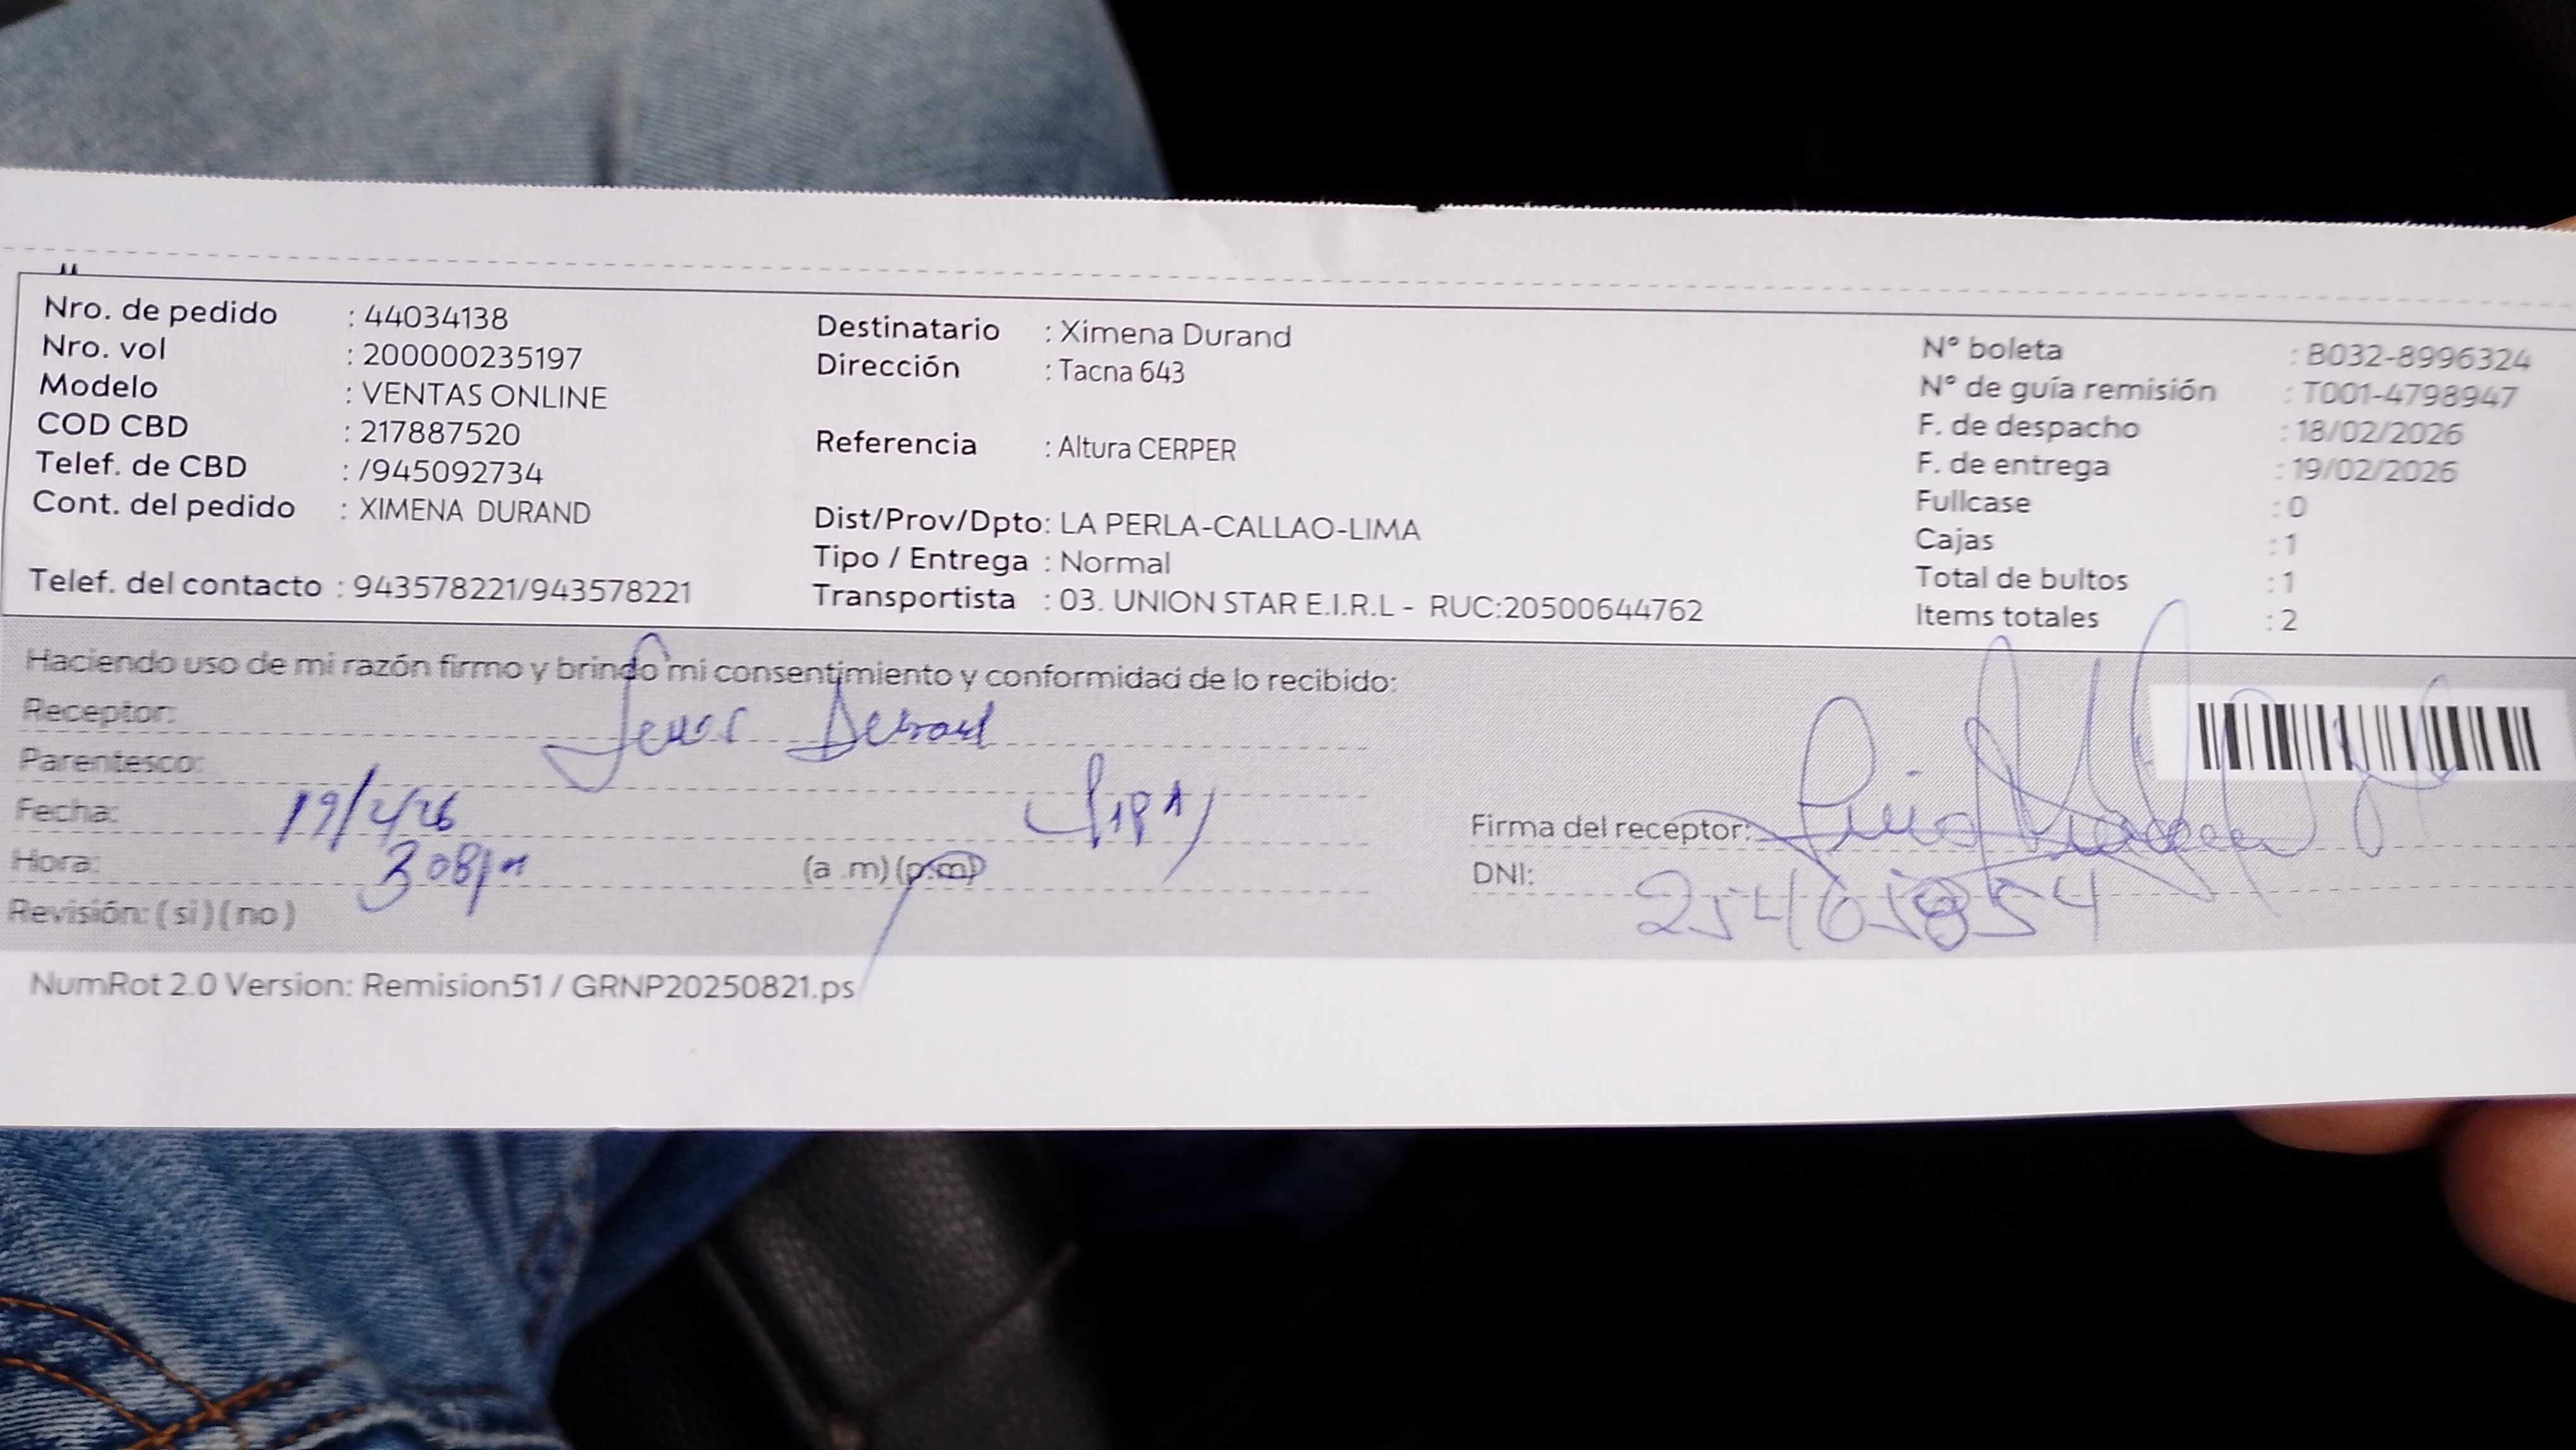 Nro. de pedido : 44034138
Nro. vol : 200000235197
Modelo : VENTAS ONLINE
COD CBD : 217887520
Telef. de CBD : /945092734
Cont. del pedido : XIMENA DURAND
Telef. del contacto : 943578221/943578221
Destinatario : Ximena Durand
Dirección : Tacna 643
Referencia : Altura CERPER
Dist/Prov/Dpto: LA PERLA-CALLAO-LIMA
Tipo / Entrega : Normal
Transportista : 03. UNION STAR E.I.R.L - RUC:20500644762
N° boleta : B032-8996324
N° de guía remisión : T001-4798947
F. de despacho : 18/02/2026
F. de entrega : 19/02/2026
Fullcase : 0
Cajas : 1
Total de bultos : 1
Items totales : 2
Haciendo uso de mi razón firmo y brindo mi consentimiento y conformidad de lo recibido:
Receptor: Durand
Parentesco:
Fecha: 19/2/26
Hora: 3 08pm (a .m) (p.m)
Revisión: ( si ) ( no )
Firma del receptor:
DNI:
NumRot 2.0 Version: Remision51 / GRNP20250821.ps